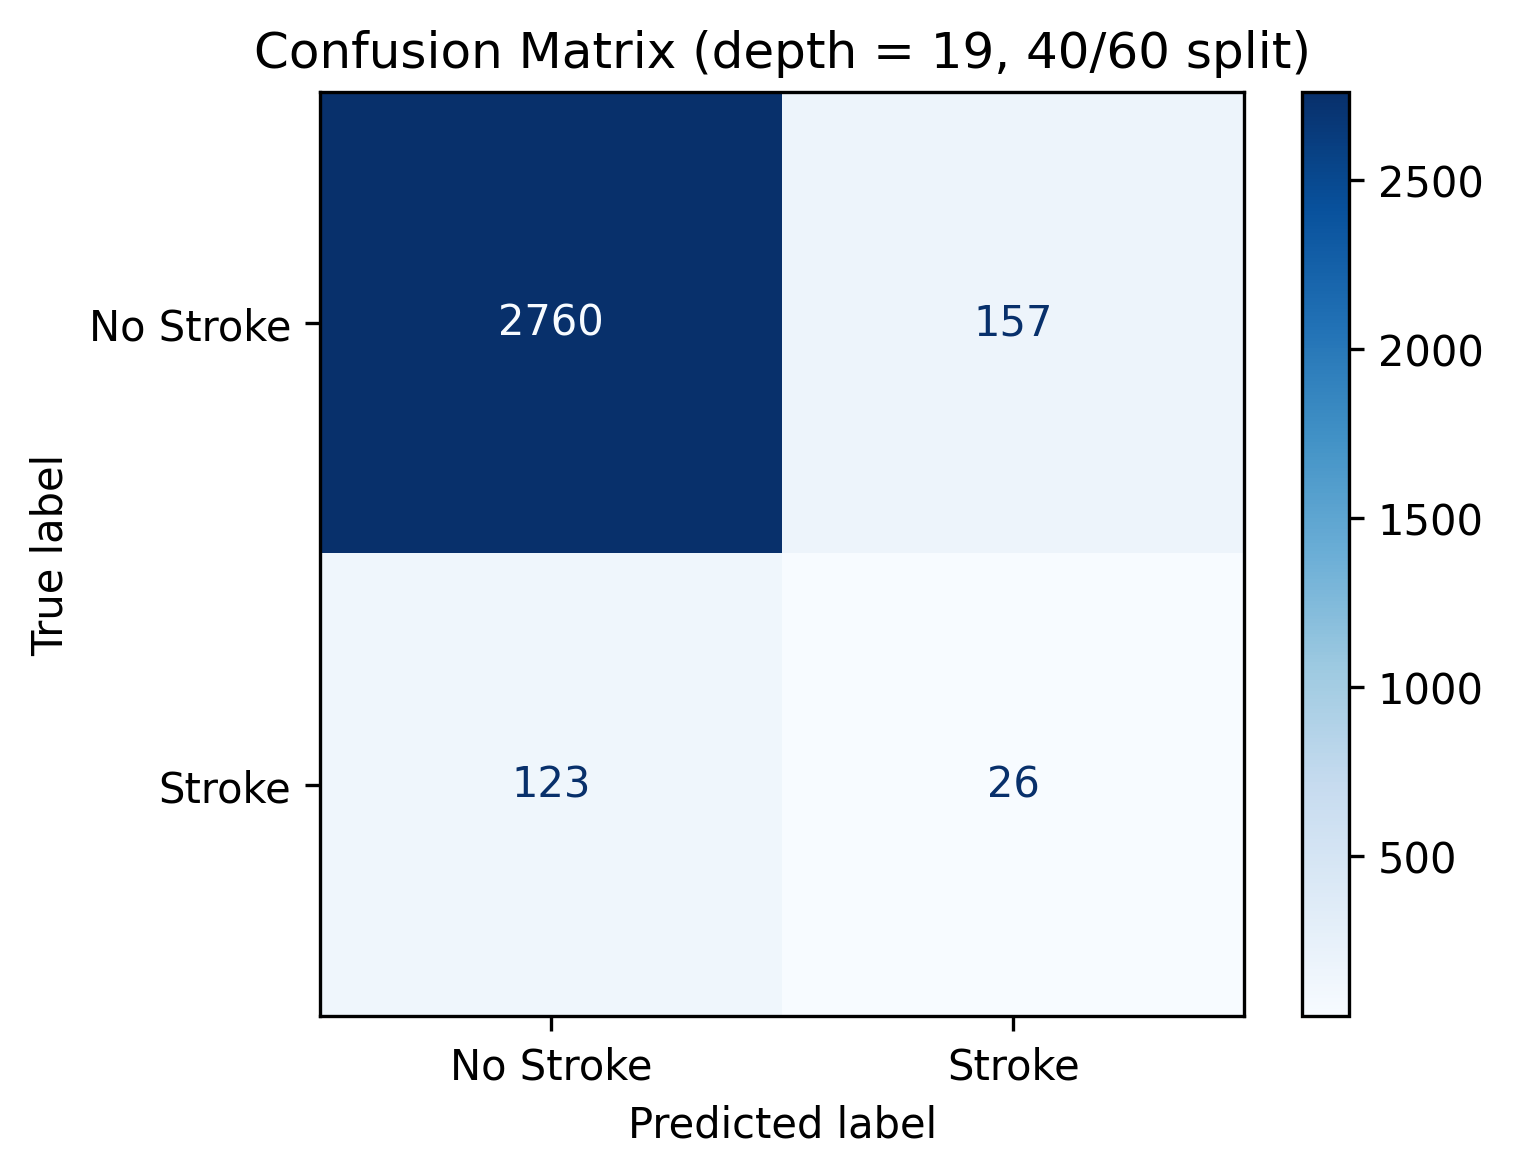 Confusion Matrix (depth = 19, 40/60 split)
True label
No Stroke
2760
157
Stroke
123
26
No Stroke
Stroke
Predicted label
2500
2000
1500
1000
500